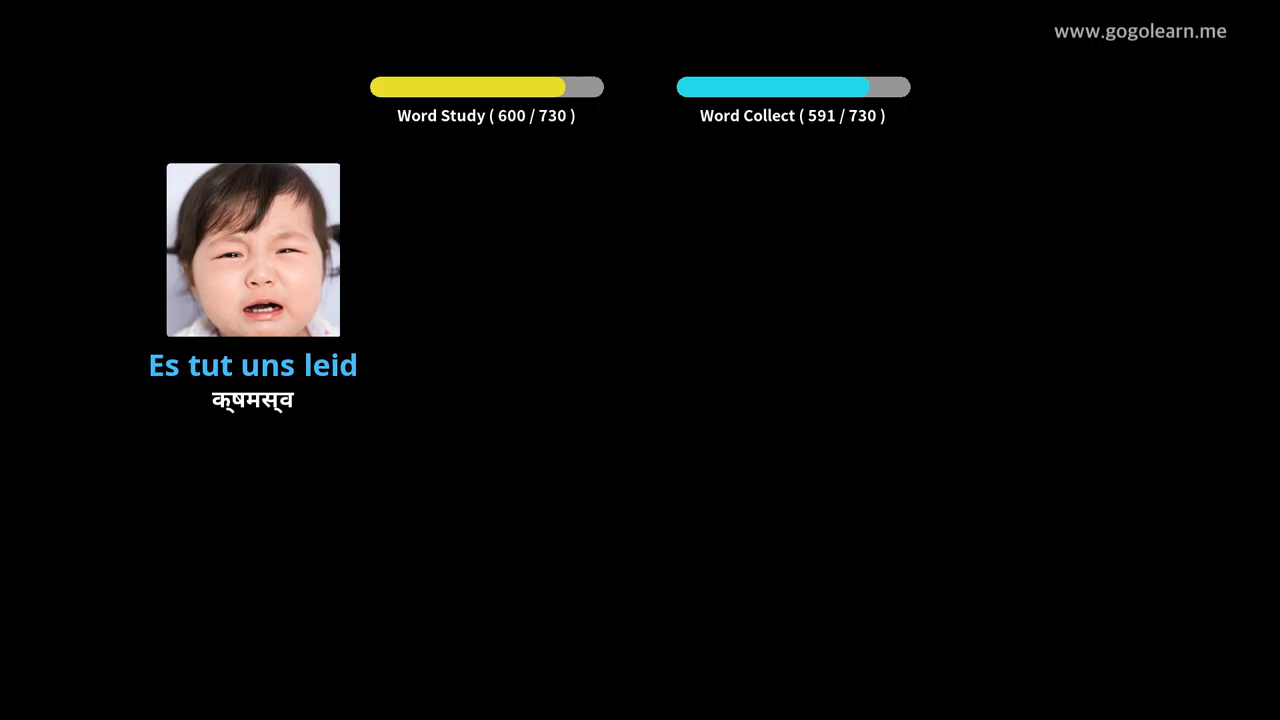 www.gogolearn.me
Word Study ( 600 / 730 )
Word Collect ( 591 / 730 )
Es tut uns leid
क्षमस्व